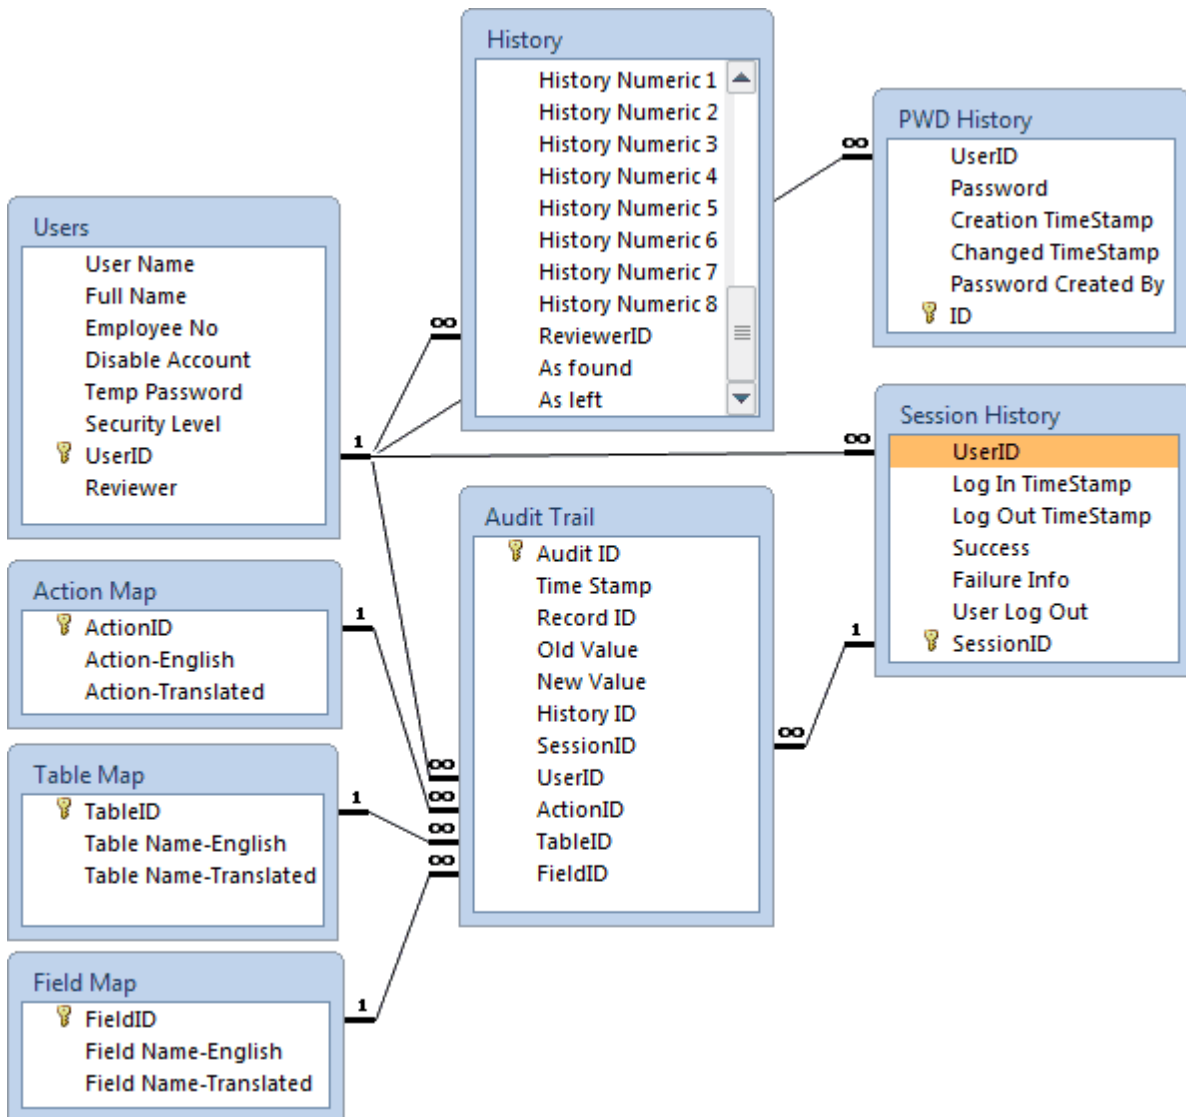 History
History Numeric 1
History Numeric 2
History Numeric 3
History Numeric 4
History Numeric 5
History Numeric 6
History Numeric 7
History Numeric 8
ReviewerID
As found
As left
PWD History
UserID
Password
Creation TimeStamp
Changed TimeStamp
Password Created By
ID
Users
User Name
Full Name
Employee No
Disable Account
Temp Password
Security Level
UserID
Reviewer
Session History
UserID
Log In TimeStamp
Log Out TimeStamp
Success
Failure Info
User Log Out
SessionID
Audit Trail
Audit ID
Time Stamp
Record ID
Old Value
New Value
History ID
SessionID
UserID
ActionID
TableID
FieldID
Action Map
ActionID
Action-English
Action-Translated
Table Map
TableID
Table Name-English
Table Name-Translated
Field Map
FieldID
Field Name-English
Field Name-Translated
∞
∞
∞
∞
∞
∞
∞
∞
1
1
1
1
1